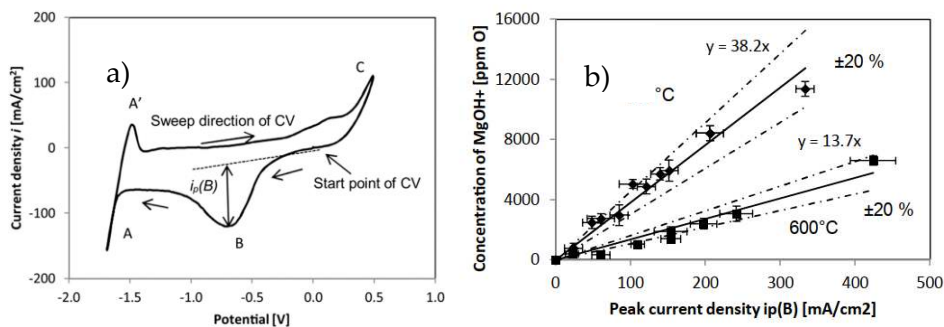 a)
200
100
0
-100
-200
Current density i [mA/cm2]
-2.0 -1.5 -1.0 -0.5 0.0 0.5 1.0
Potential [V]
A'
C
Sweep direction of CV
ip(B)
Start point of CV
A
B
b)
16000
12000
8000
4000
0
Concentration of MgOH+ [ppm O]
0 100 200 300 400 500
Peak current density ip(B) [mA/cm2]
y = 38.2x
±20 %
°C
y = 13.7x
±20 %
600°C